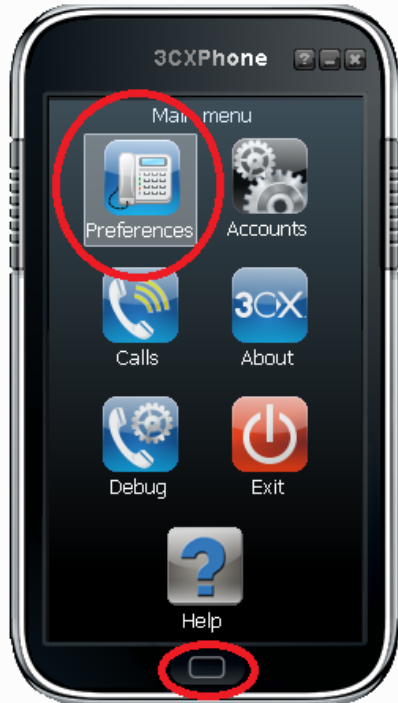 3CXPhone
Main menu
Preferences Accounts
3CX
Calls About
Debug Exit
?
Help